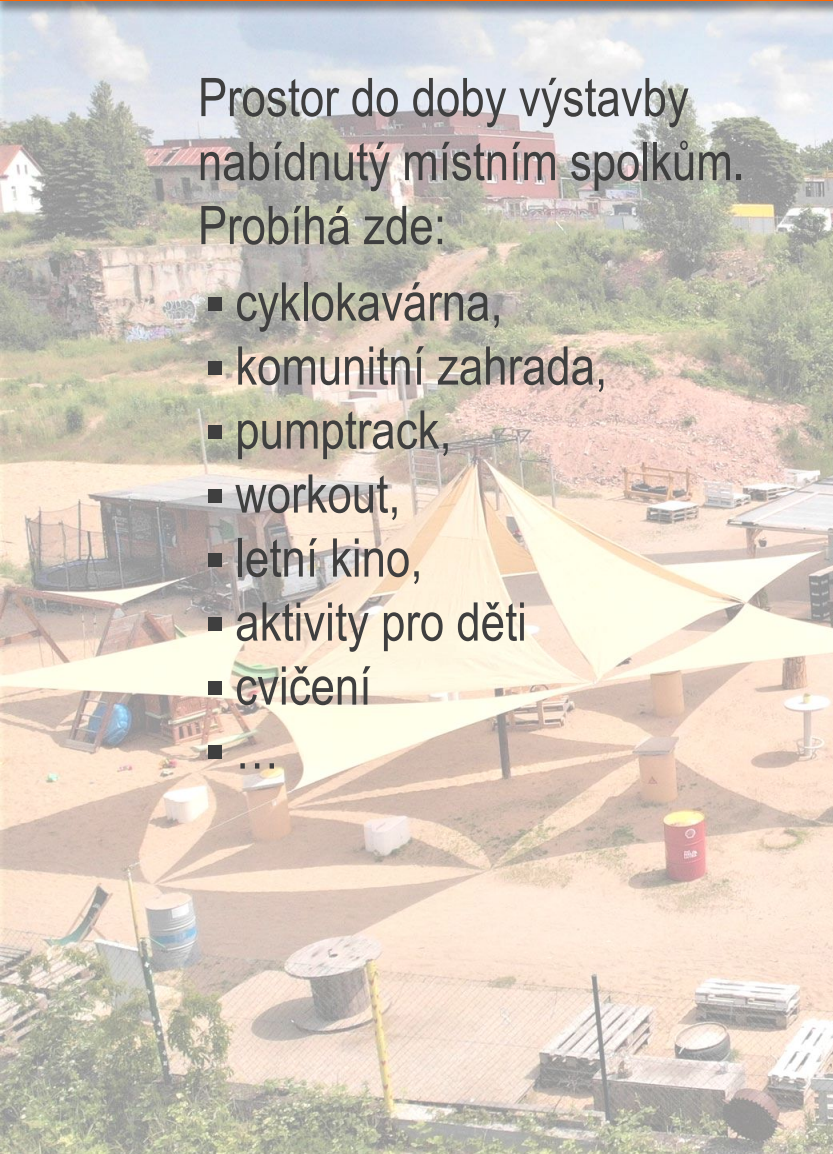 Prostor do doby výstavby
nabídnutý místním spolkům.
Probíhá zde:
▪ cyklokavárna,
▪ komunitní zahrada,
▪ pumptrack,
▪ workout,
▪ letní kino,
▪ aktivity pro děti
▪ cvičení
▪ …